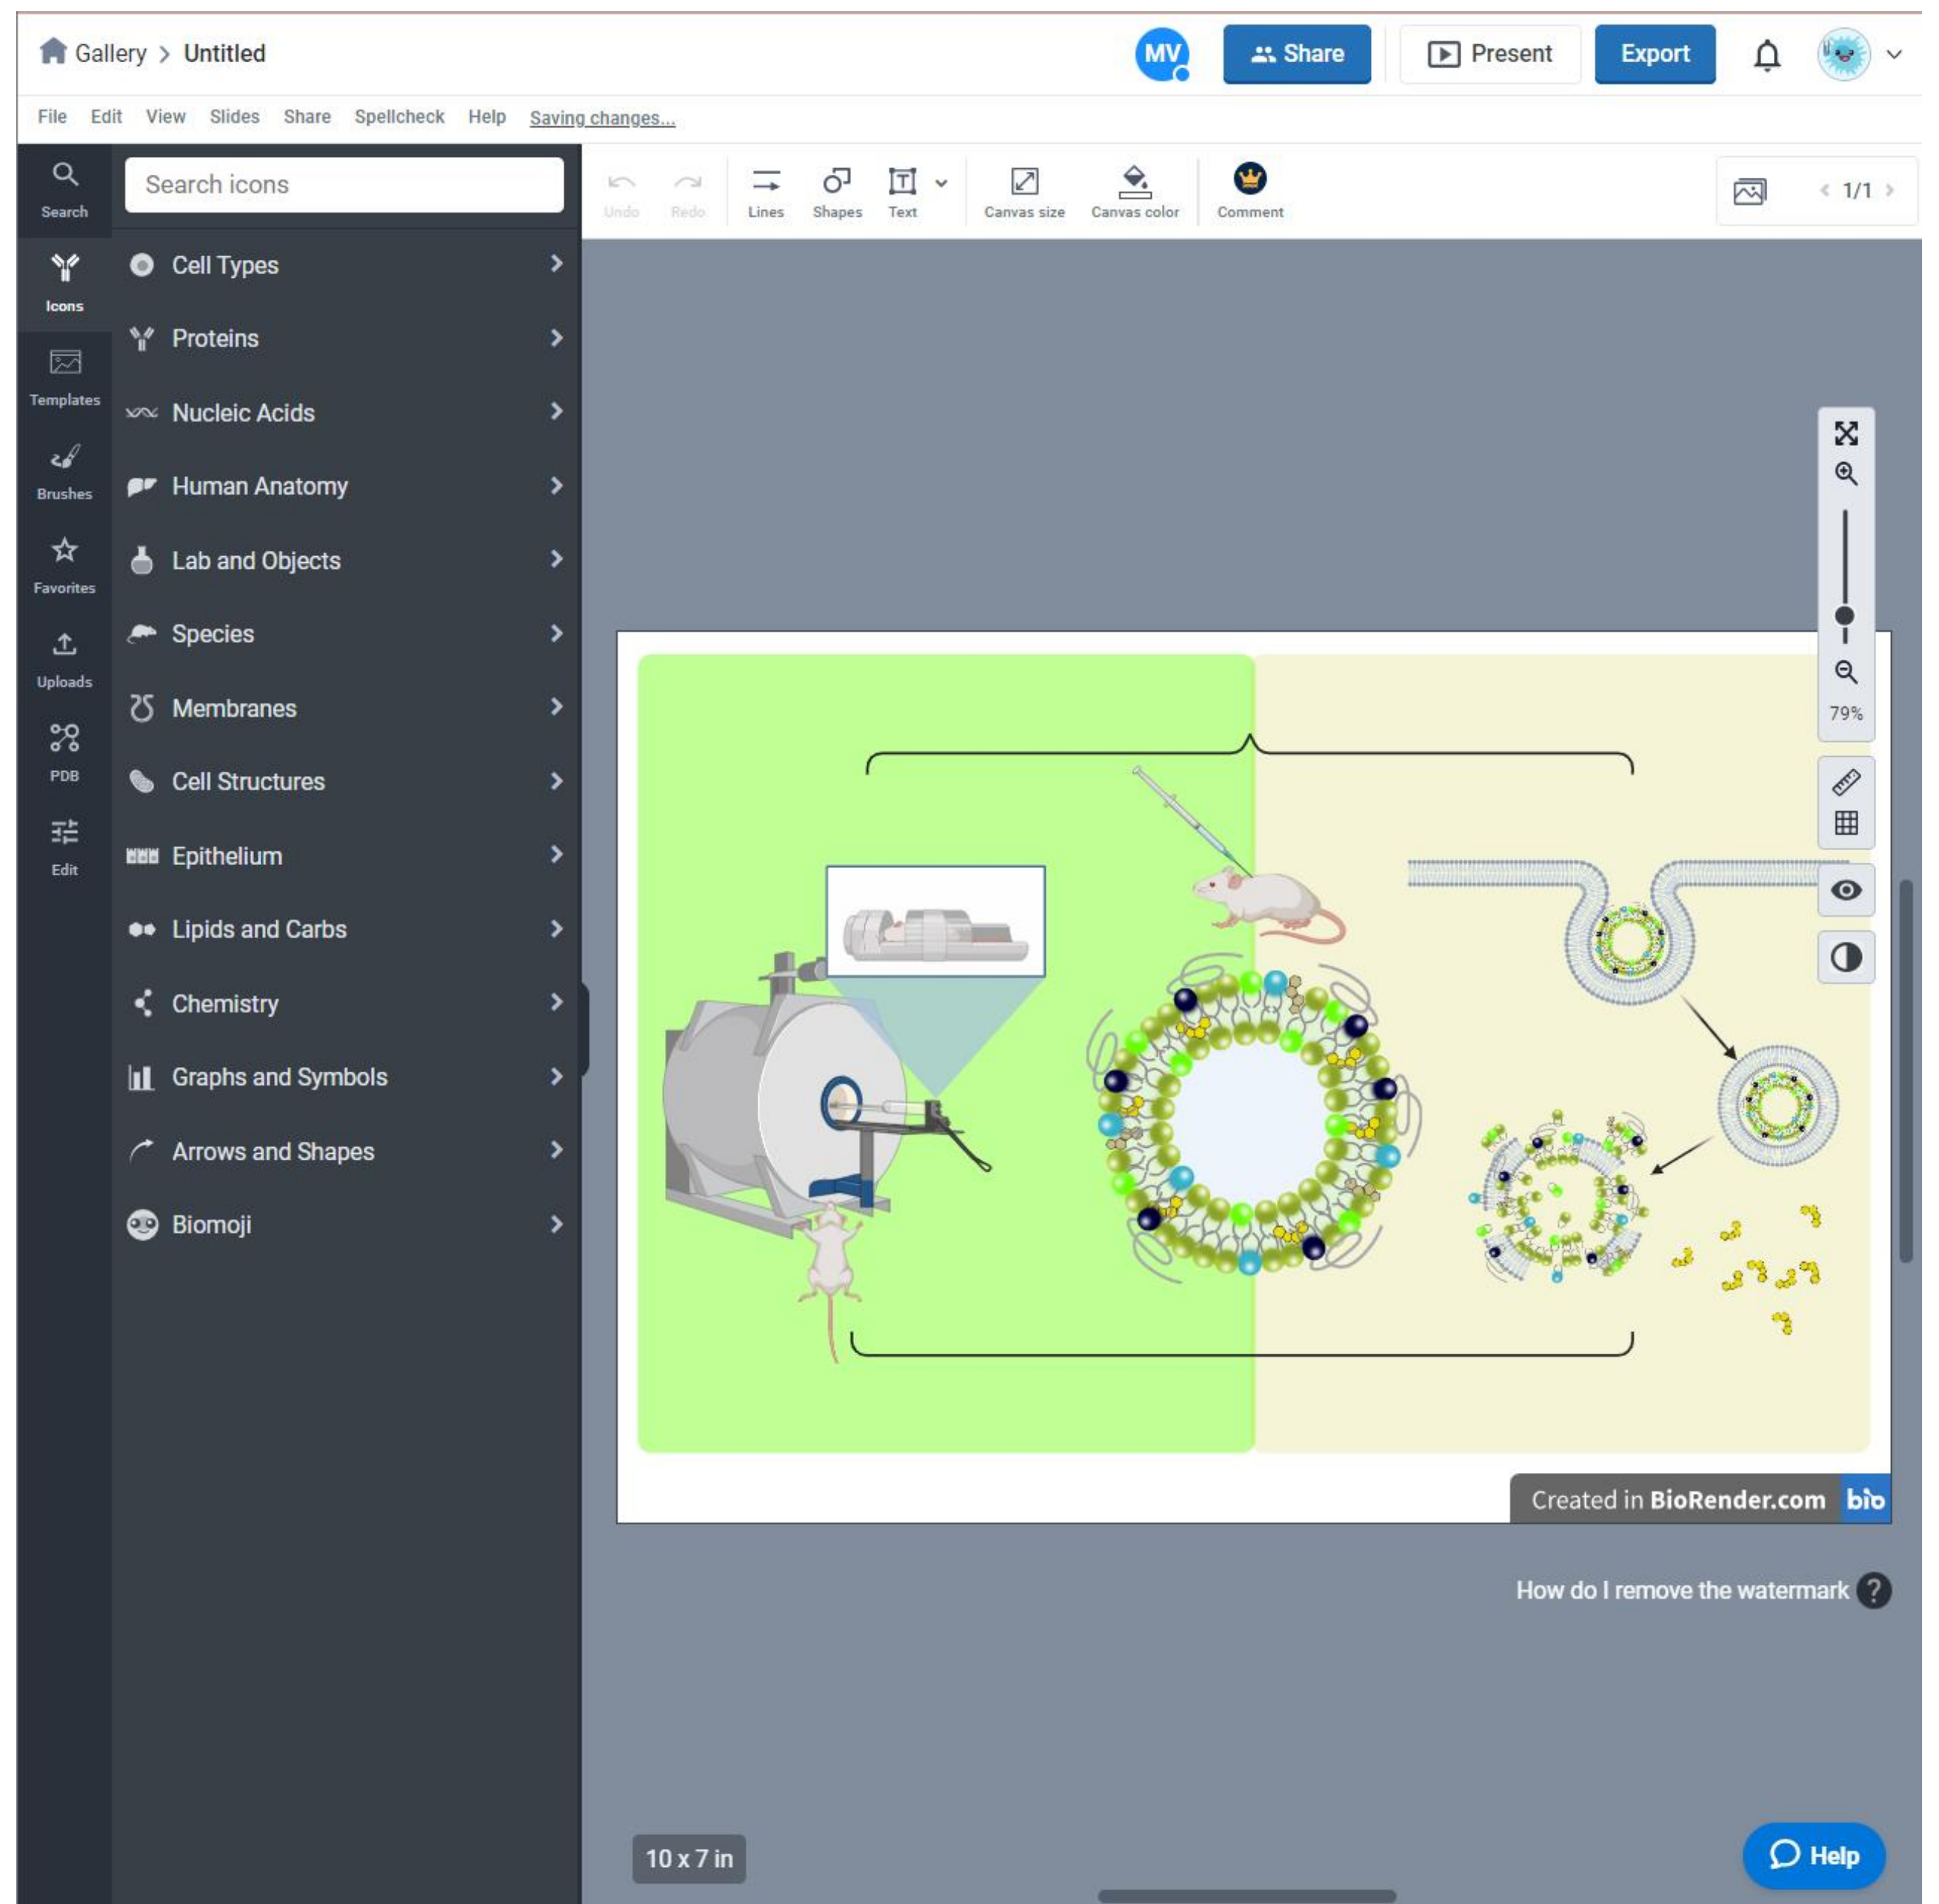 Gallery > Untitled
MV
Share
Present
Export
File Edit View Slides Share Spellcheck Help Saving changes...
Search
Search icons
Undo Redo Lines Shapes Text Canvas size Canvas color Comment
< 1/1 >
Icons
Templates
Brushes
Favorites
Uploads
PDB
Edit
Cell Types
Proteins
Nucleic Acids
Human Anatomy
Lab and Objects
Species
Membranes
Cell Structures
Epithelium
Lipids and Carbs
Chemistry
Graphs and Symbols
Arrows and Shapes
Biomoji
79%
Created in BioRender.com bio
How do I remove the watermark ?
10 x 7 in
Help